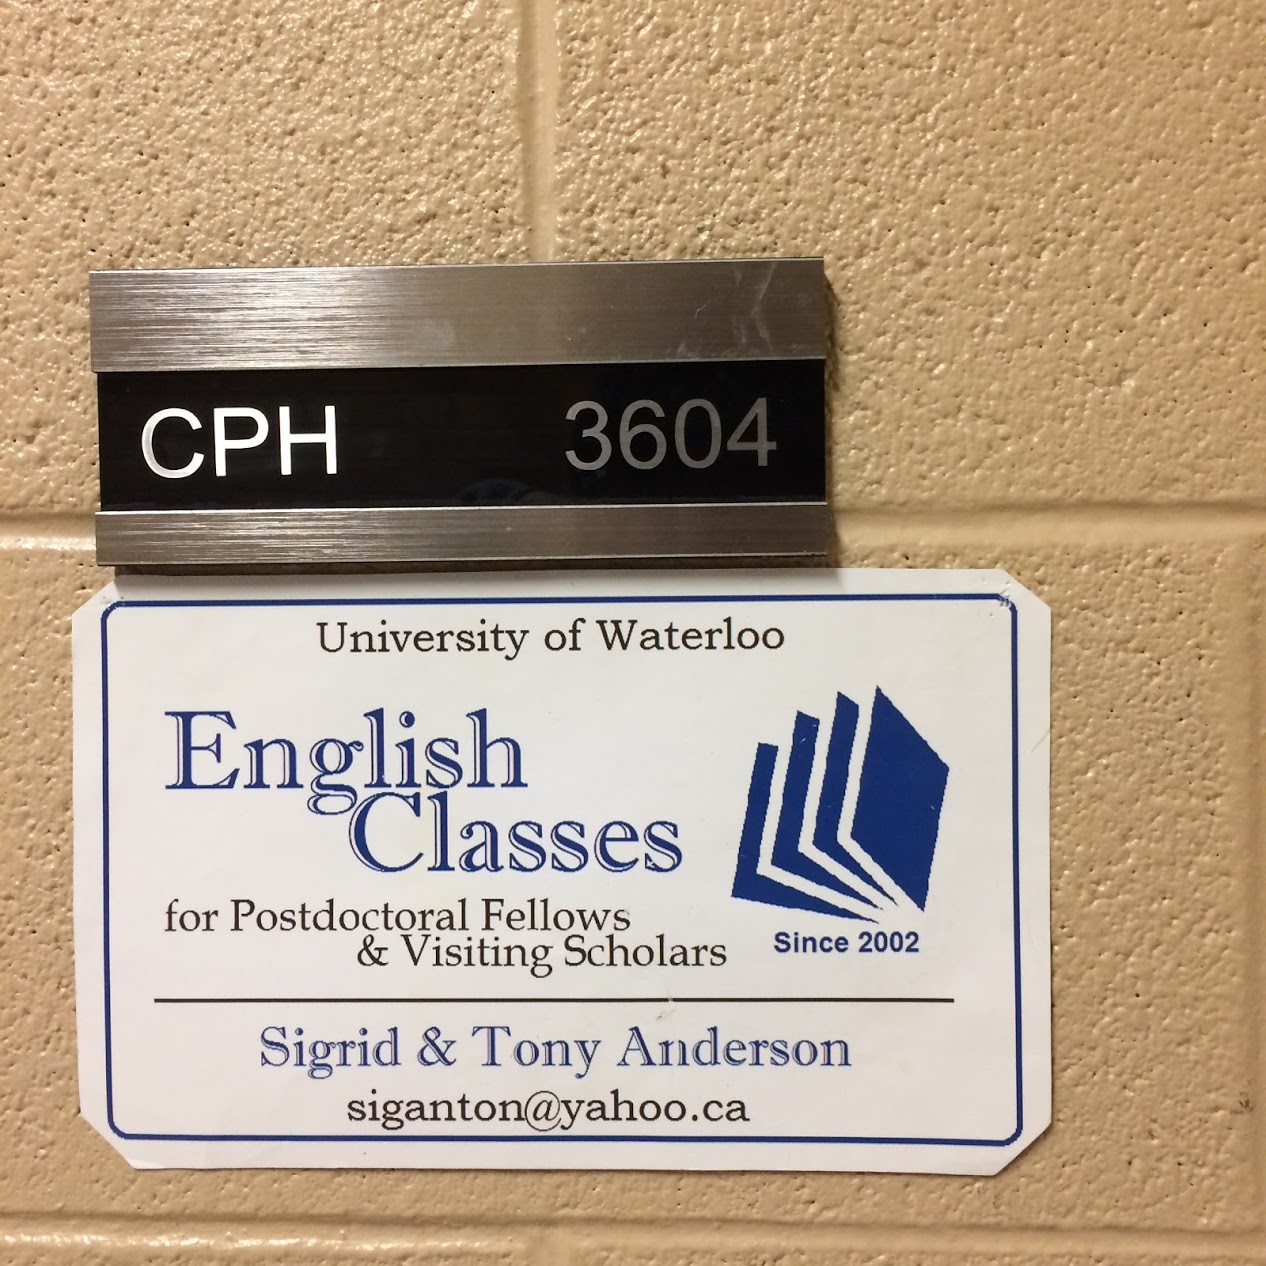 CPH 3604
University of Waterloo
English
Classes
for Postdoctoral Fellows
& Visiting Scholars
Since 2002
Sigrid & Tony Anderson
siganton@yahoo.ca